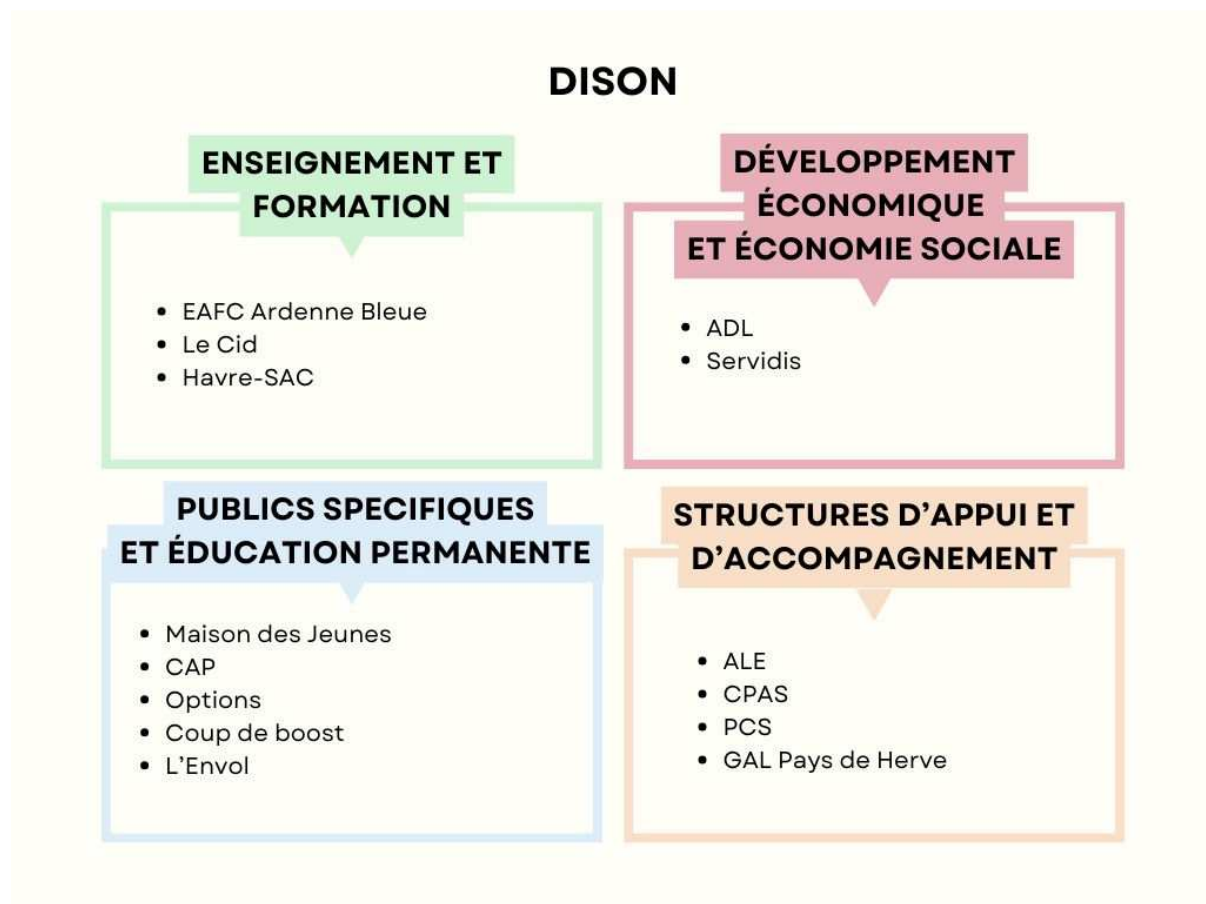 DISON
ENSEIGNEMENT ET
FORMATION
• EAFC Ardenne Bleue
• Le Cid
• Havre-SAC
DÉVELOPPEMENT
ÉCONOMIQUE
ET ÉCONOMIE SOCIALE
• ADL
• Servidis
PUBLICS SPECIFIQUES
ET ÉDUCATION PERMANENTE
• Maison des Jeunes
• CAP
• Options
• Coup de boost
• L’Envol
STRUCTURES D’APPUI ET
D’ACCOMPAGNEMENT
• ALE
• CPAS
• PCS
• GAL Pays de Herve